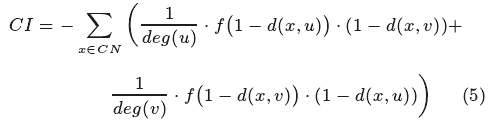 CI = − ∑_{x∈CN} ( 1/deg(u) · f(1 − d(x, u)) · (1 − d(x, v))+
1/deg(v) · f(1 − d(x, v)) · (1 − d(x, u)) ) (5)